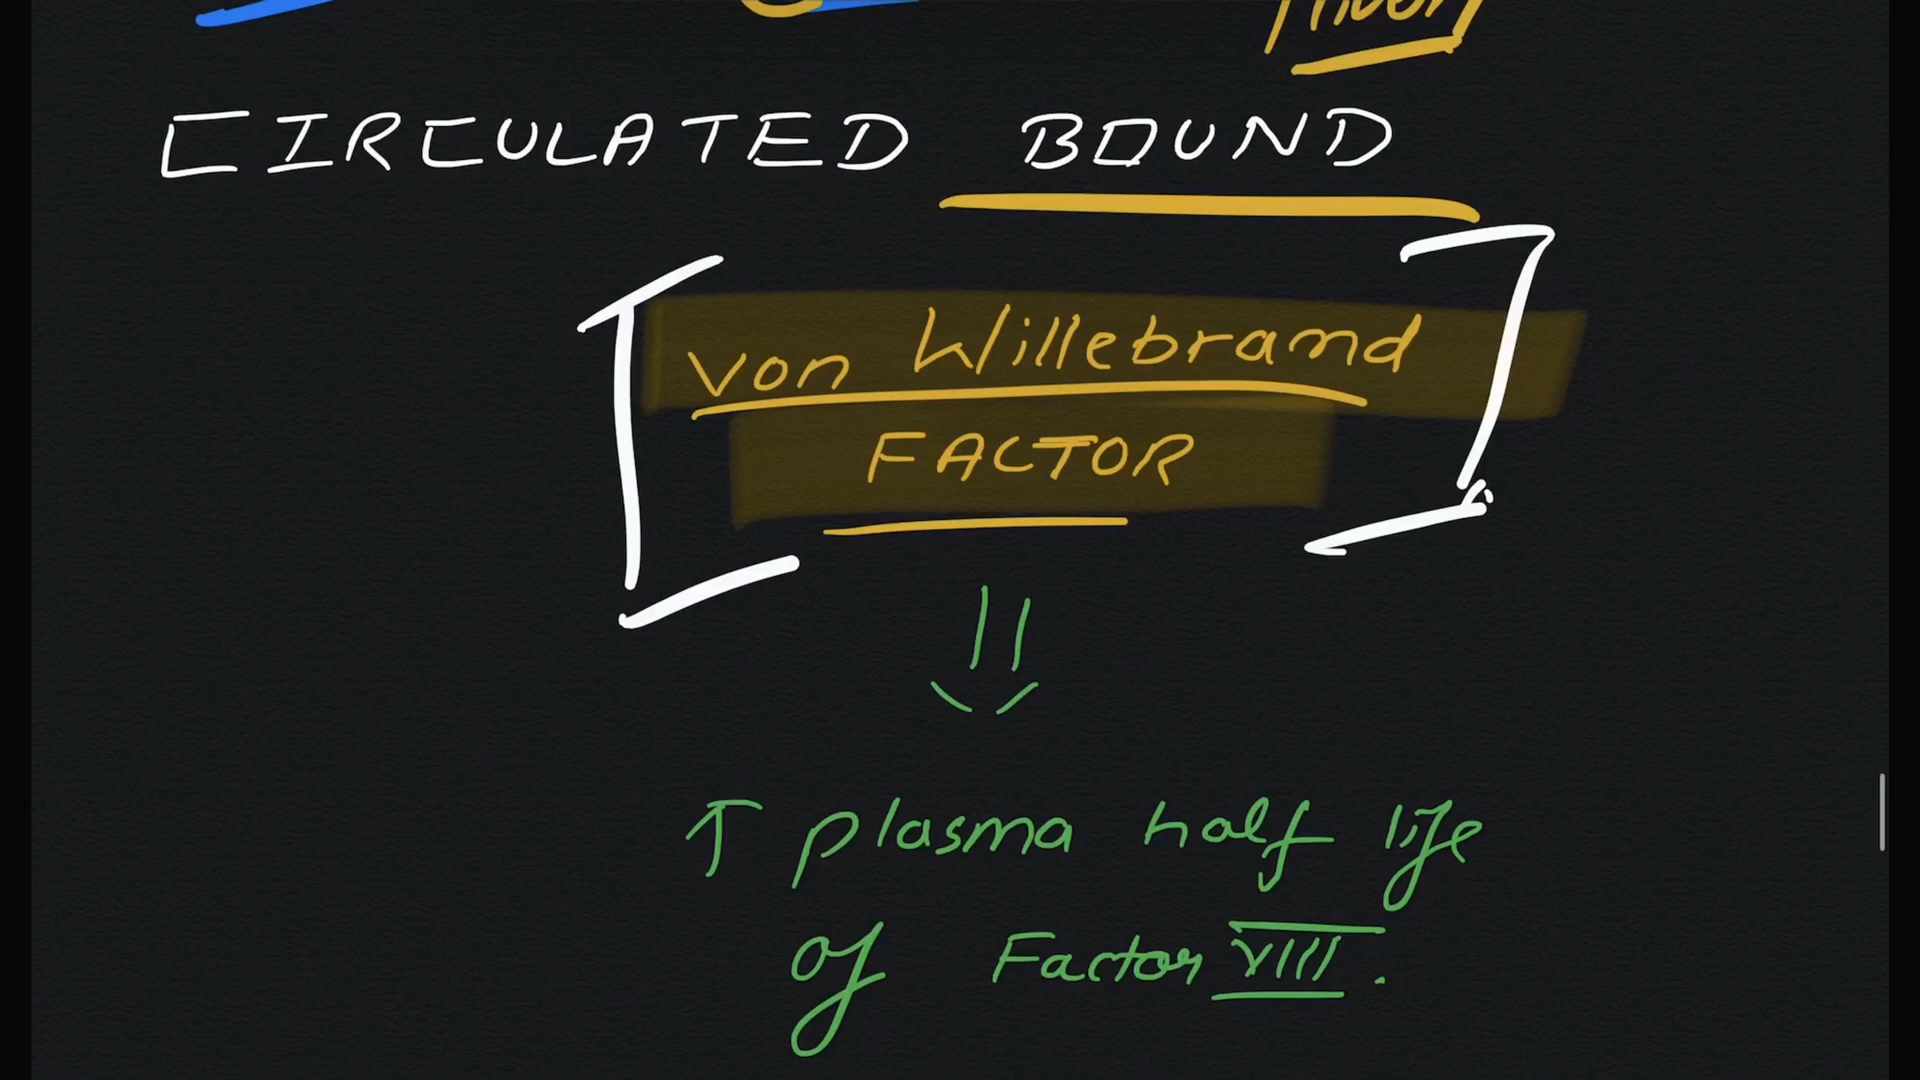 CIRCULATED BOUND
von Willebrand
FACTOR
↑ plasma half life
of Factor VIII.